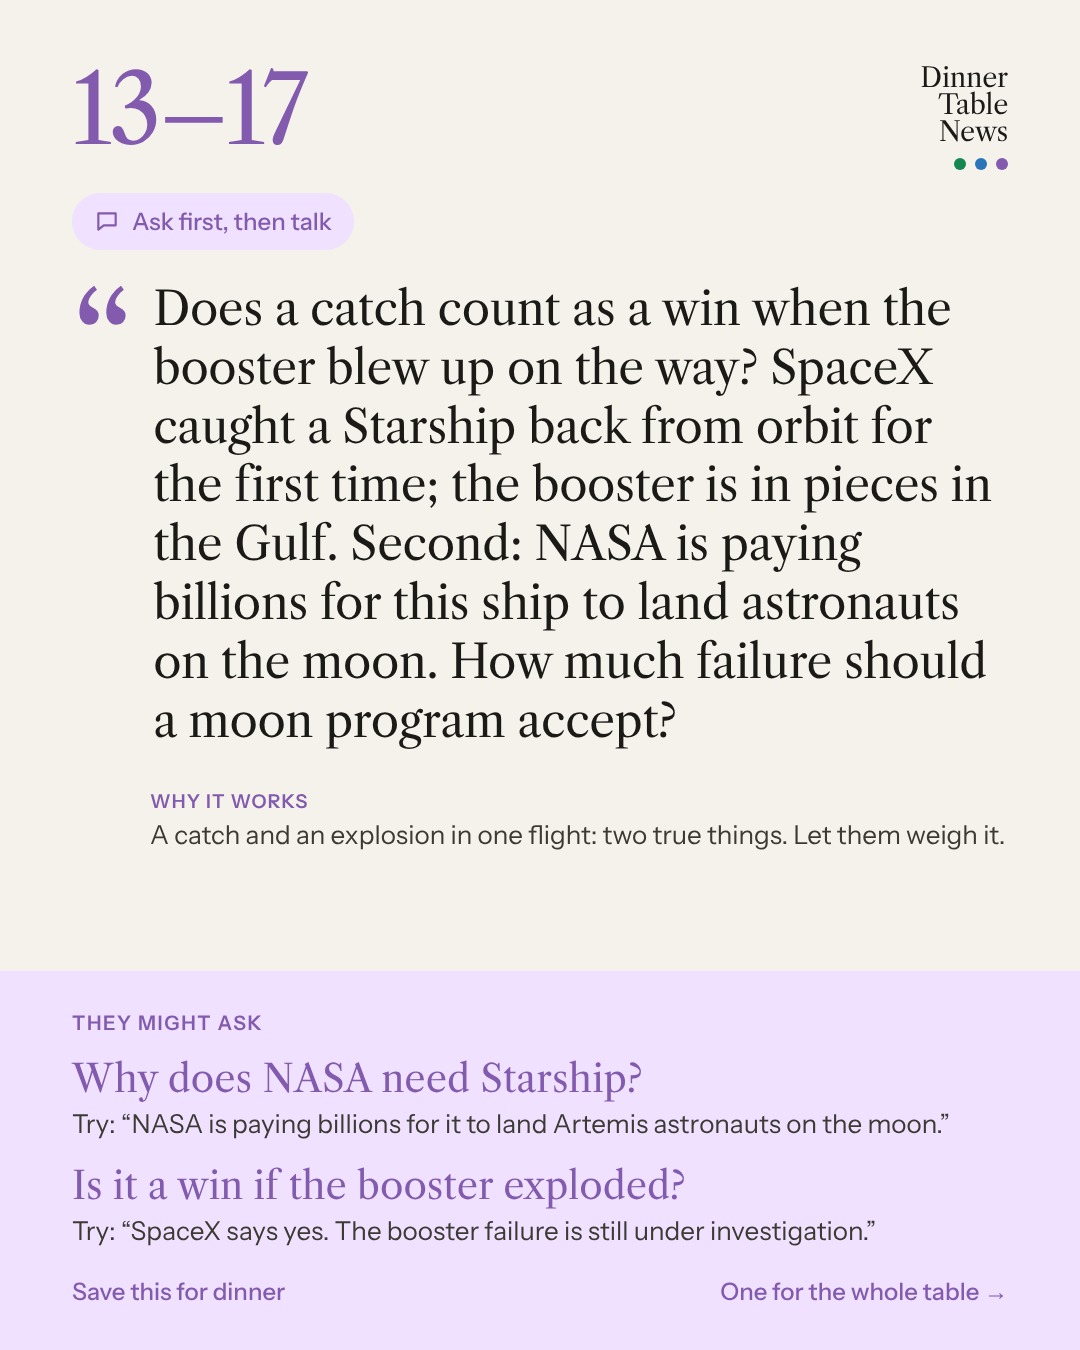 13–17
Dinner
Table
News
Ask first, then talk
“ Does a catch count as a win when the
booster blew up on the way? SpaceX
caught a Starship back from orbit for
the first time; the booster is in pieces in
the Gulf. Second: NASA is paying
billions for this ship to land astronauts
on the moon. How much failure should
a moon program accept?
WHY IT WORKS
A catch and an explosion in one flight: two true things. Let them weigh it.
THEY MIGHT ASK
Why does NASA need Starship?
Try: “NASA is paying billions for it to land Artemis astronauts on the moon.”
Is it a win if the booster exploded?
Try: “SpaceX says yes. The booster failure is still under investigation.”
Save this for dinner
One for the whole table →